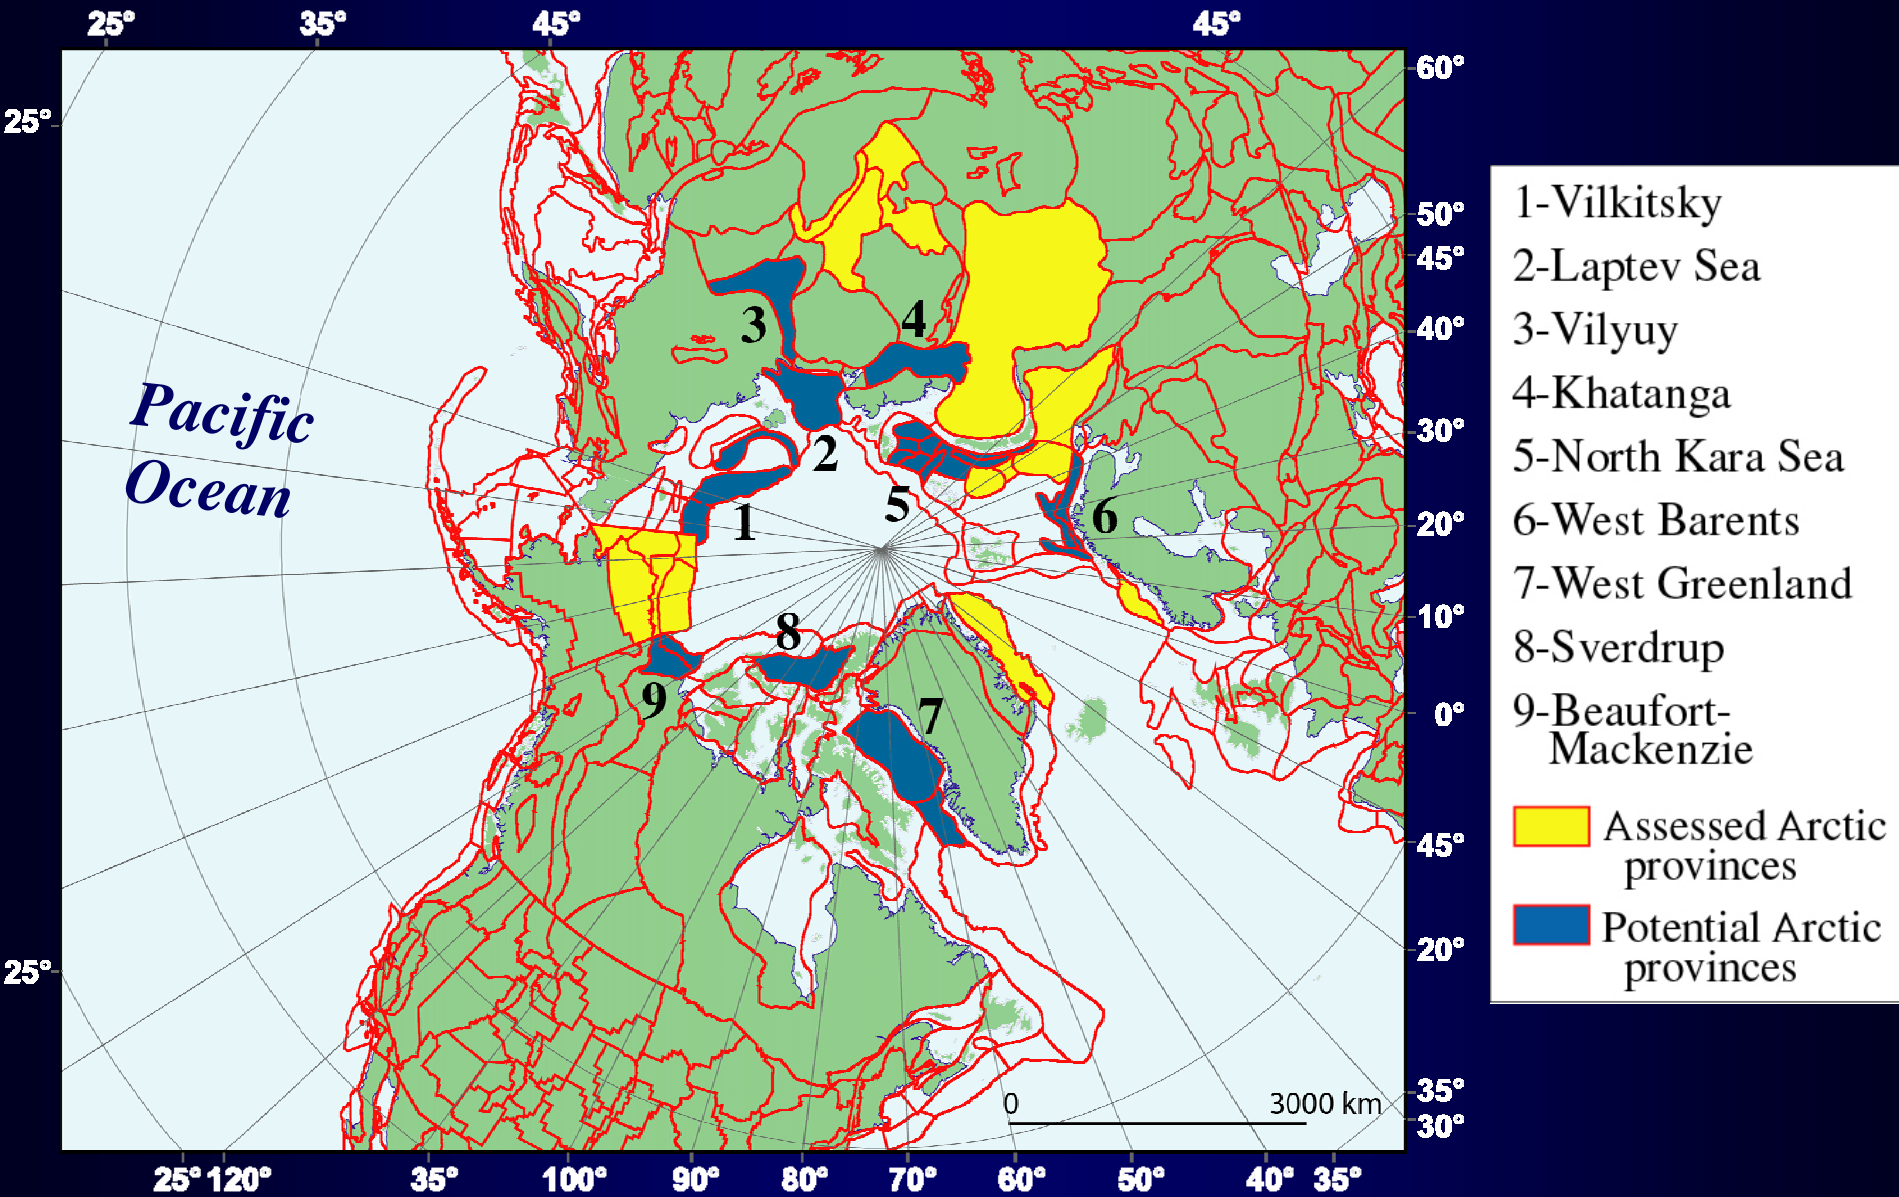 25° 35° 45° 45°
60°
25°
50°
45°
40°
30°
20°
10°
0°
45°
20°
25°
35°
30°
Pacific
Ocean
1
2
3
4
5
6
7
8
9
0 3000 km
25° 120° 35° 100° 90° 80° 70° 60° 50° 40° 35°
1-Vilkitsky
2-Laptev Sea
3-Vilyuy
4-Khatanga
5-North Kara Sea
6-West Barents
7-West Greenland
8-Sverdrup
9-Beaufort-
Mackenzie
Assessed Arctic
provinces
Potential Arctic
provinces